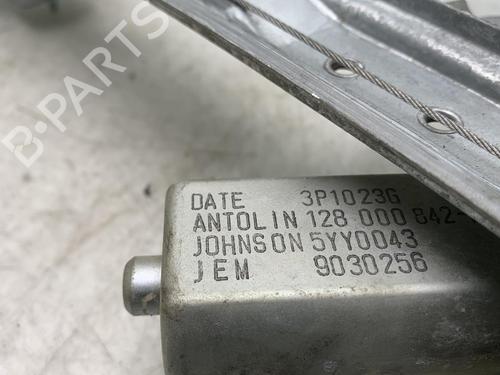 B-PARTS
DATE 3P1023G
ANTOLIN 128 000 842-
JOHNSON 5YY0043
JEM 9030256